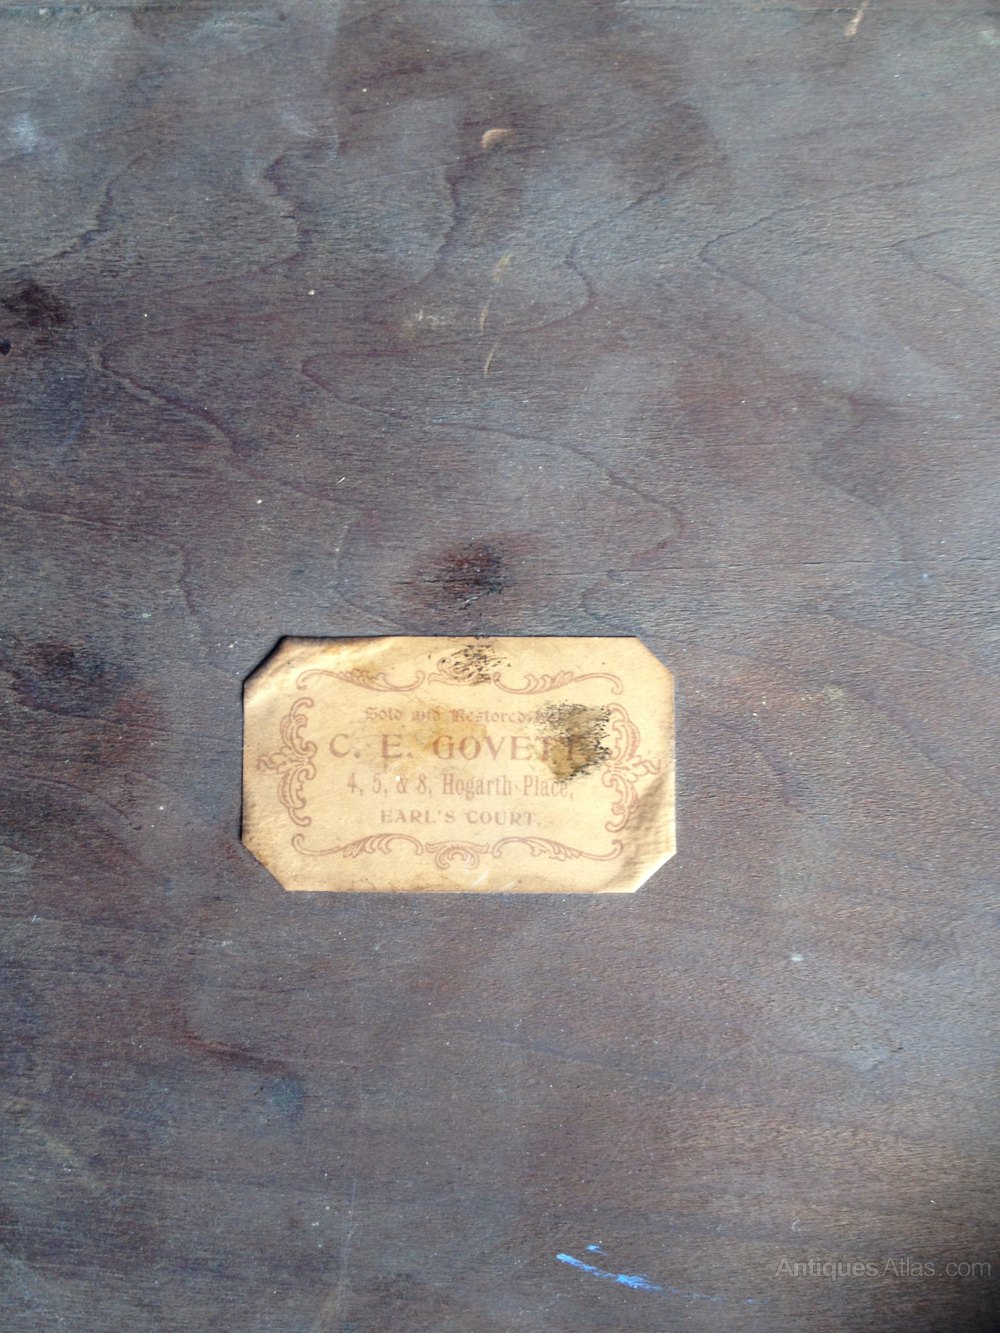 Sold and Restored
C. E. GOVETT
4, 5, & 8, Hogarth Place,
EARL'S COURT.
AntiquesAtlas.com